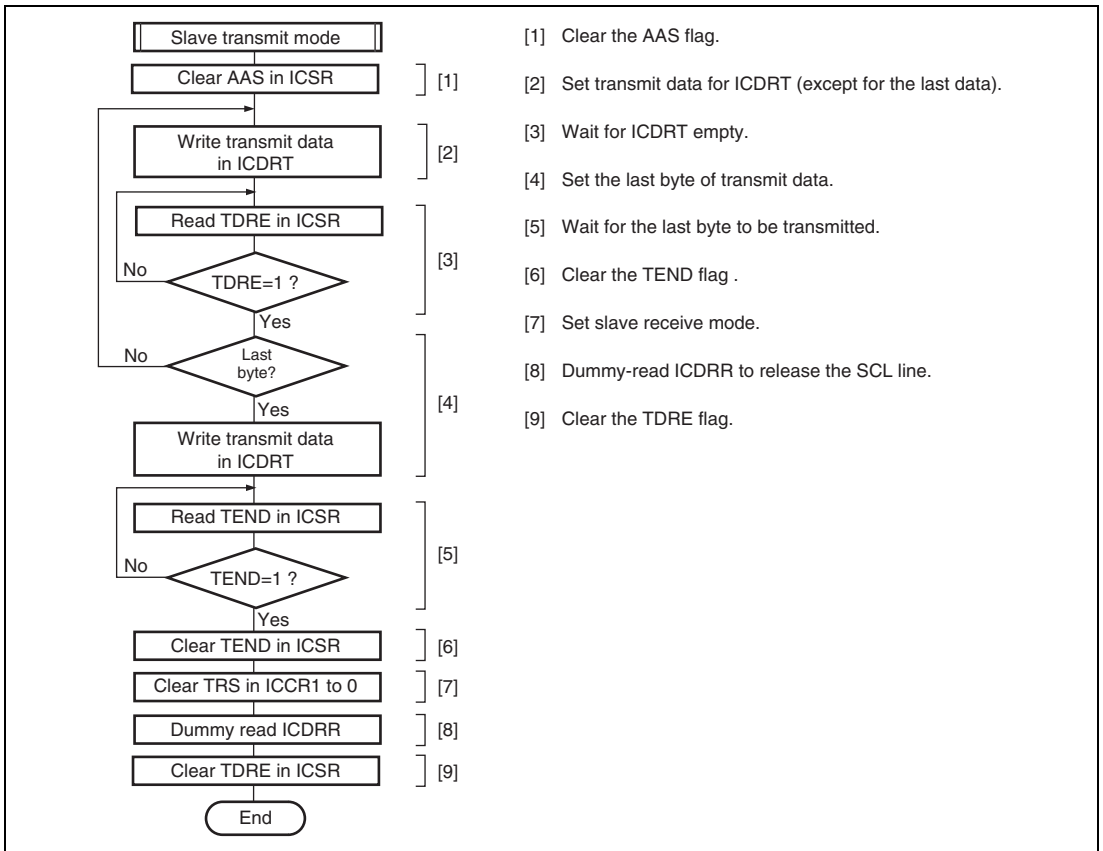 Slave transmit mode
Clear AAS in ICSR
[1]
Write transmit data
in ICDRT
[2]
Read TDRE in ICSR
No
TDRE=1 ?
[3]
Yes
No
Last
byte?
[4]
Yes
Write transmit data
in ICDRT
Read TEND in ICSR
No
TEND=1 ?
[5]
Yes
Clear TEND in ICSR
[6]
Clear TRS in ICCR1 to 0
[7]
Dummy read ICDRR
[8]
Clear TDRE in ICSR
[9]
End
[1] Clear the AAS flag.
[2] Set transmit data for ICDRT (except for the last data).
[3] Wait for ICDRT empty.
[4] Set the last byte of transmit data.
[5] Wait for the last byte to be transmitted.
[6] Clear the TEND flag .
[7] Set slave receive mode.
[8] Dummy-read ICDRR to release the SCL line.
[9] Clear the TDRE flag.